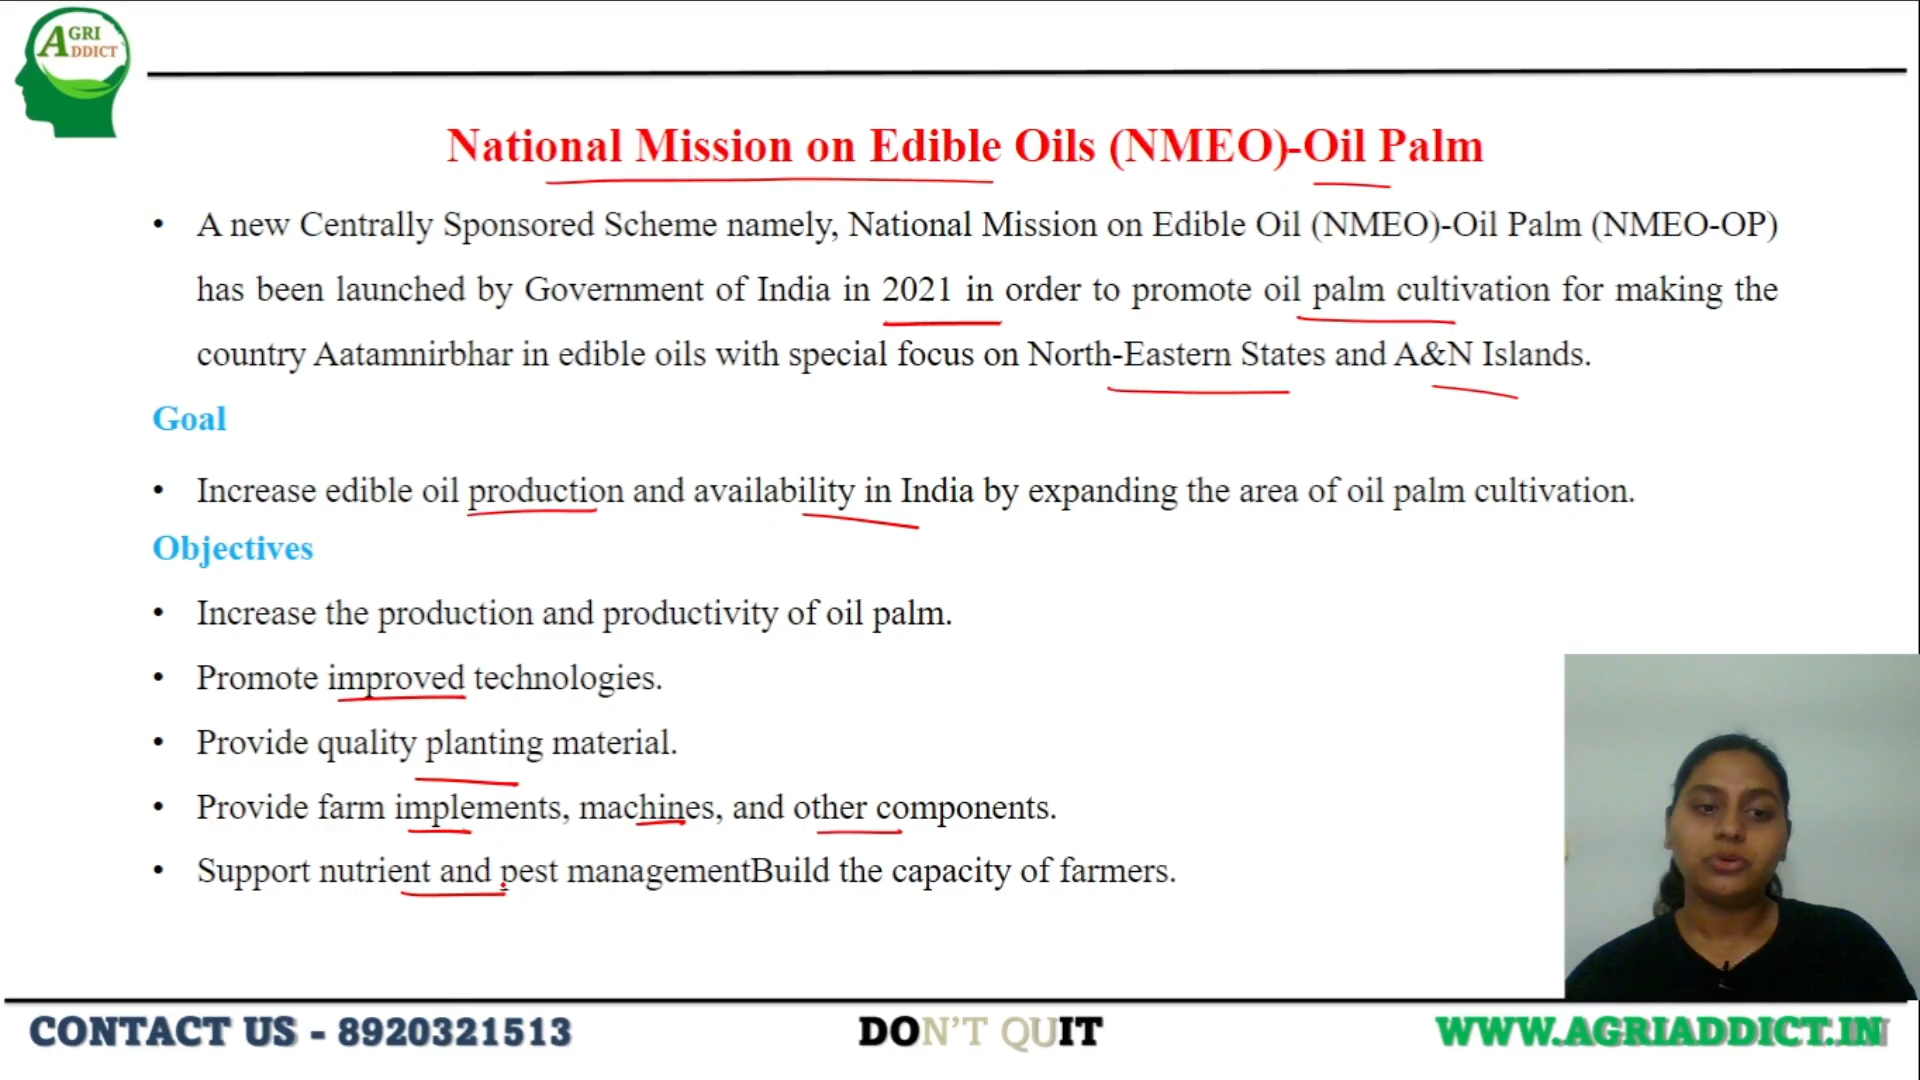 AGRI
ADDICT
National Mission on Edible Oils (NMEO)-Oil Palm
• A new Centrally Sponsored Scheme namely, National Mission on Edible Oil (NMEO)-Oil Palm (NMEO-OP)
has been launched by Government of India in 2021 in order to promote oil palm cultivation for making the
country Aatamnirbhar in edible oils with special focus on North-Eastern States and A&N Islands.
Goal
• Increase edible oil production and availability in India by expanding the area of oil palm cultivation.
Objectives
• Increase the production and productivity of oil palm.
• Promote improved technologies.
• Provide quality planting material.
• Provide farm implements, machines, and other components.
• Support nutrient and pest managementBuild the capacity of farmers.
CONTACT US - 8920321513
DON'T QUIT
WWW.AGRIADDICT.IN